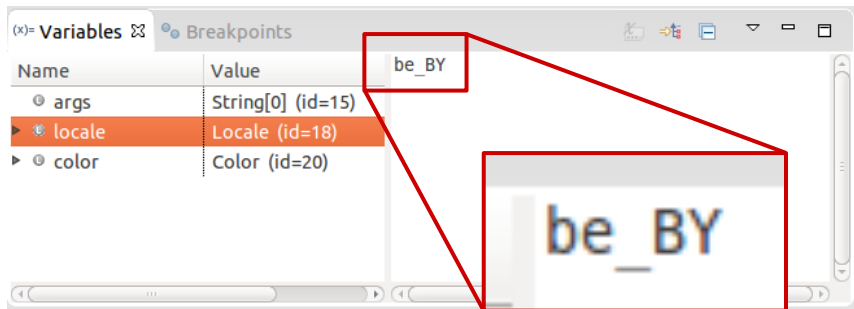 (x)= Variables Breakpoints
Name Value
args String[0] (id=15)
locale Locale (id=18)
color Color (id=20)
be_BY
be_BY